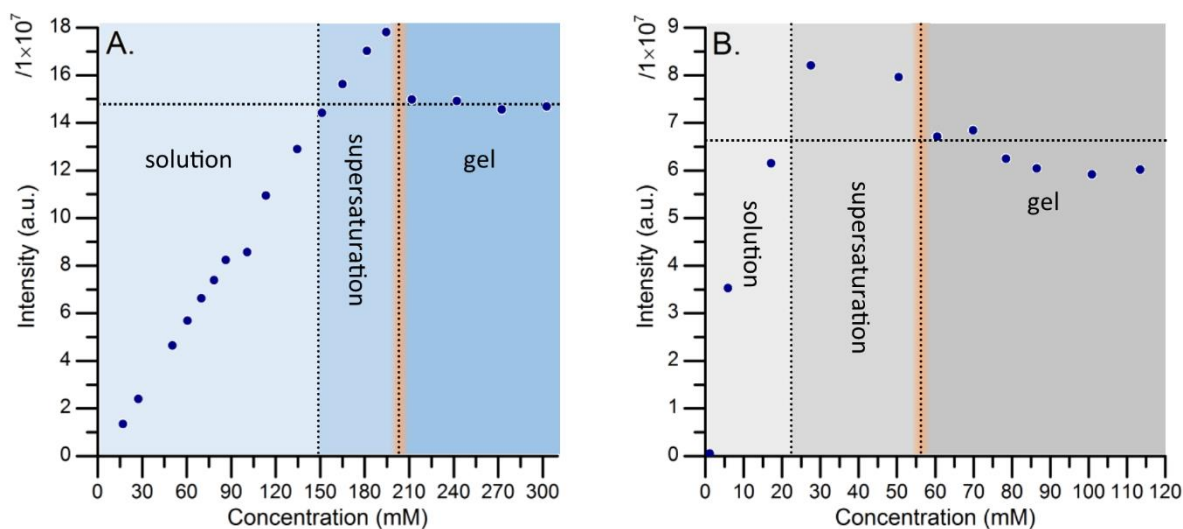 A.
/1×10⁷
18
16
14
12
10
8
6
4
2
0
Intensity (a.u.)
solution
supersaturation
gel
0 30 60 90 120 150 180 210 240 270 300
Concentration (mM)
B.
/1×10⁷
9
8
7
6
5
4
3
2
1
0
Intensity (a.u.)
solution
supersaturation
gel
0 10 20 30 40 50 60 70 80 90 100 110 120
Concentration (mM)